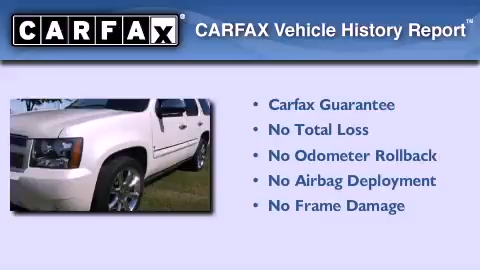 CARFAX® CARFAX Vehicle History Report™
• Carfax Guarantee
• No Total Loss
• No Odometer Rollback
• No Airbag Deployment
• No Frame Damage